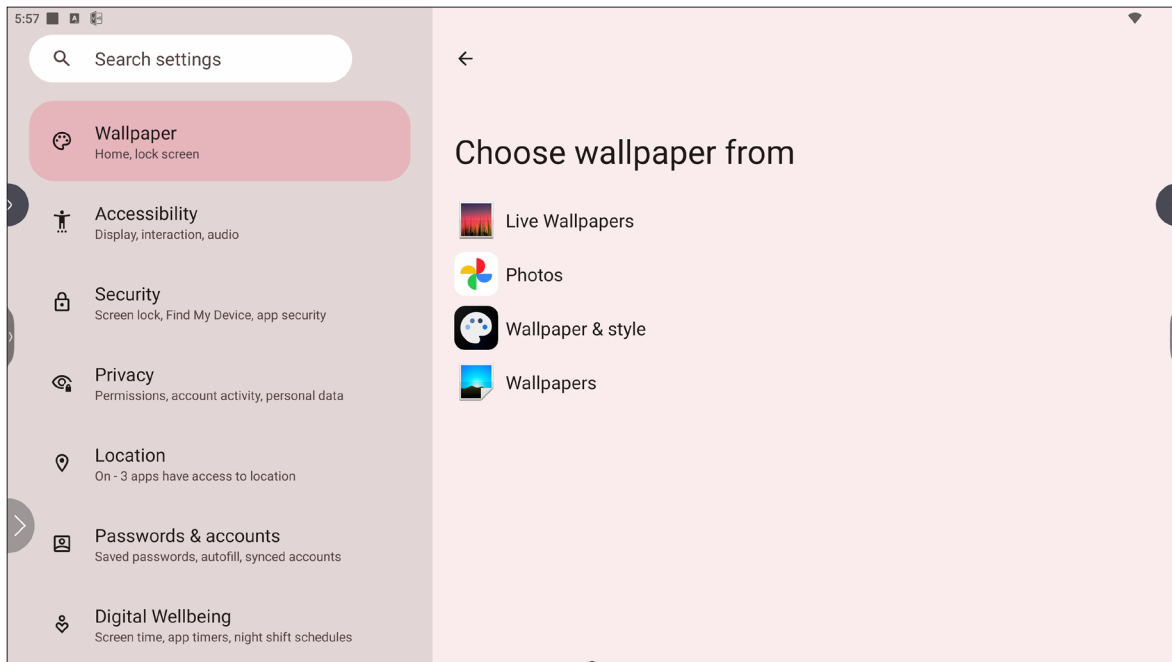 5:57
Search settings
Wallpaper
Home, lock screen
Accessibility
Display, interaction, audio
Security
Screen lock, Find My Device, app security
Privacy
Permissions, account activity, personal data
Location
On - 3 apps have access to location
Passwords & accounts
Saved passwords, autofill, synced accounts
Digital Wellbeing
Screen time, app timers, night shift schedules
Choose wallpaper from
Live Wallpapers
Photos
Wallpaper & style
Wallpapers